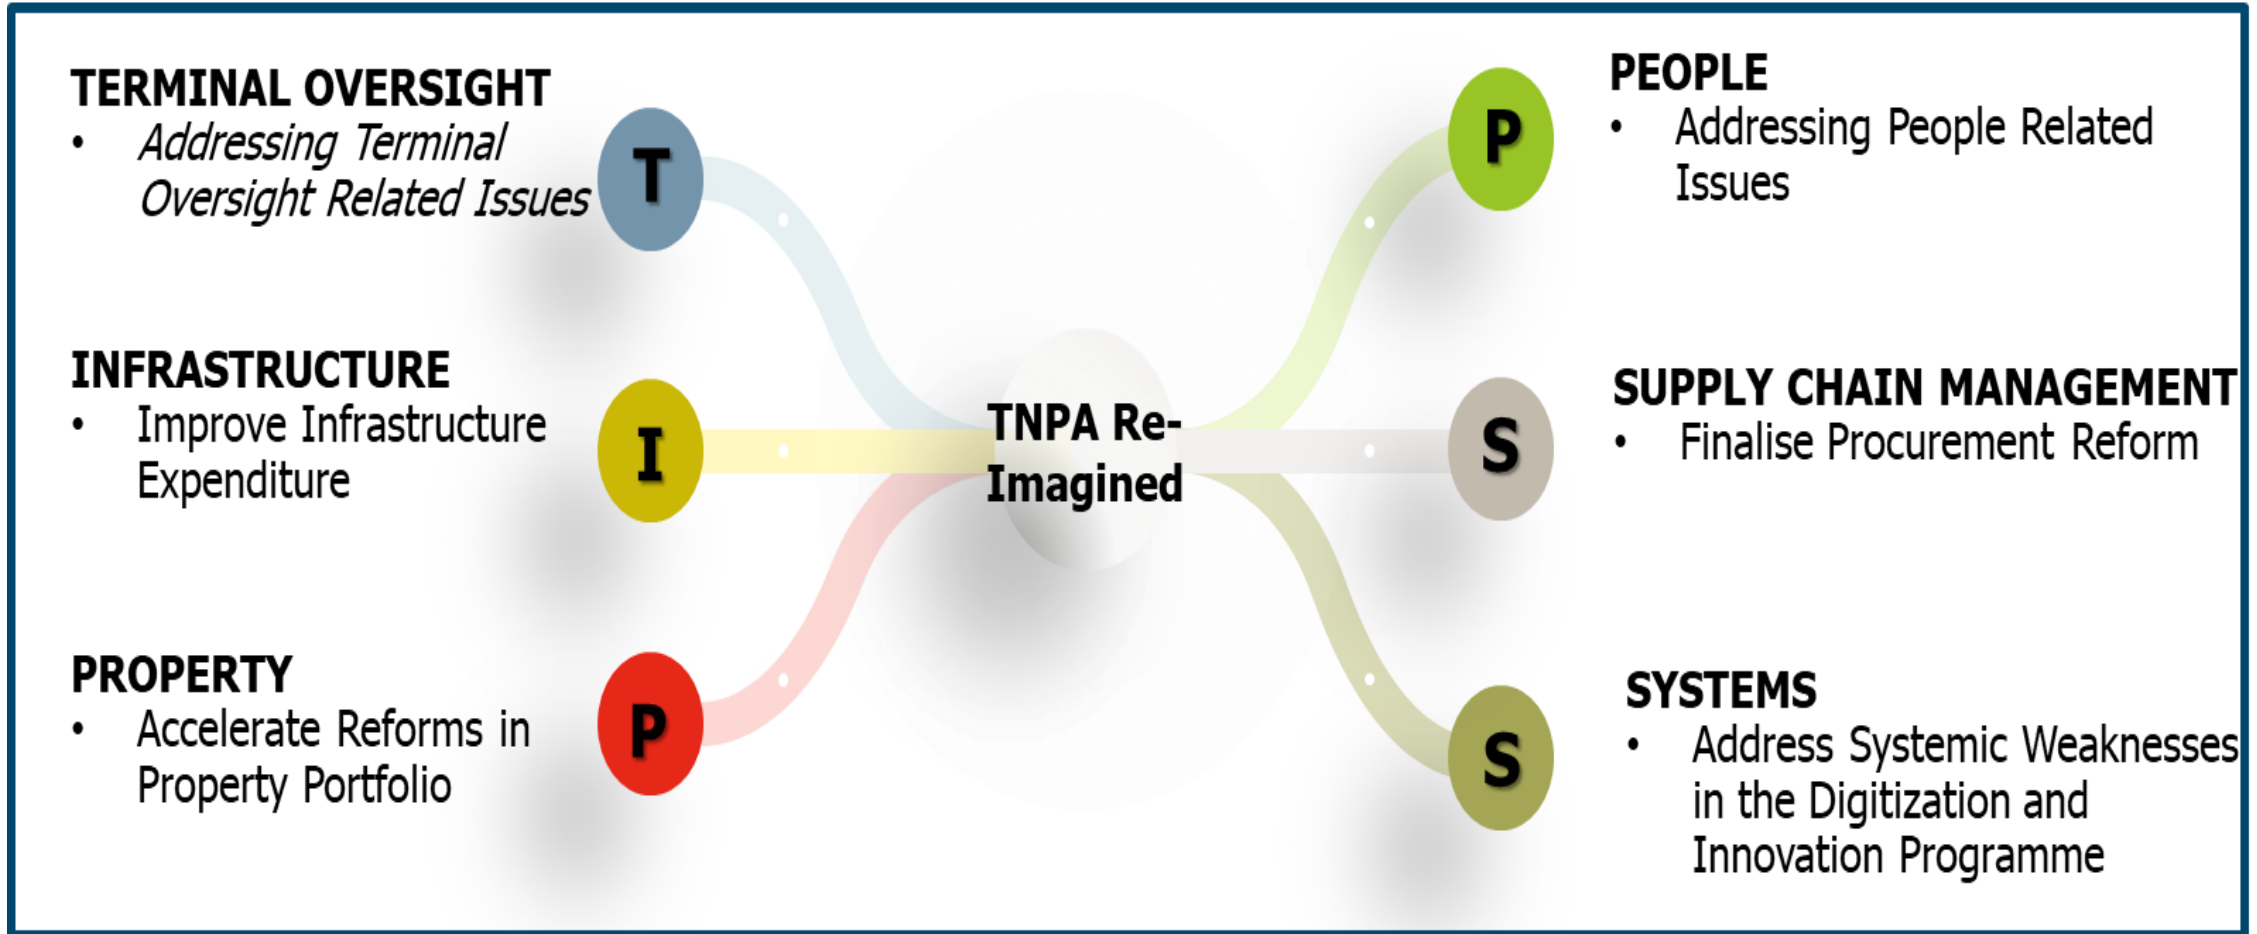 TERMINAL OVERSIGHT
• Addressing Terminal
Oversight Related Issues
T
INFRASTRUCTURE
• Improve Infrastructure
Expenditure
I
PROPERTY
• Accelerate Reforms in
Property Portfolio
P
TNPA Re-
Imagined
P
PEOPLE
• Addressing People Related
Issues
S
SUPPLY CHAIN MANAGEMENT
• Finalise Procurement Reform
S
SYSTEMS
• Address Systemic Weaknesses
in the Digitization and
Innovation Programme